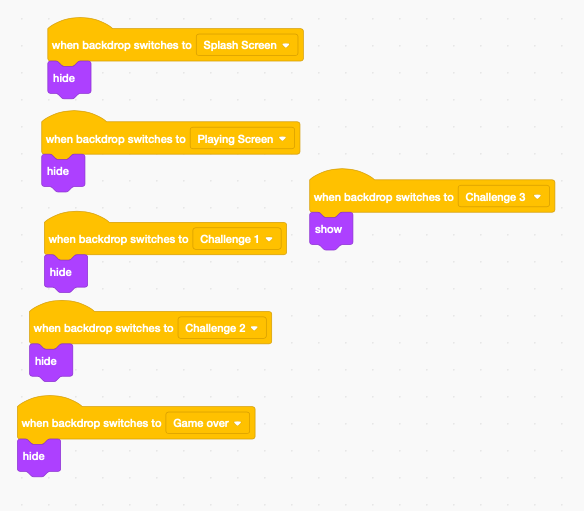 when backdrop switches to Splash Screen
hide
when backdrop switches to Playing Screen
hide
when backdrop switches to Challenge 1
hide
when backdrop switches to Challenge 2
hide
when backdrop switches to Game over
hide
when backdrop switches to Challenge 3
show